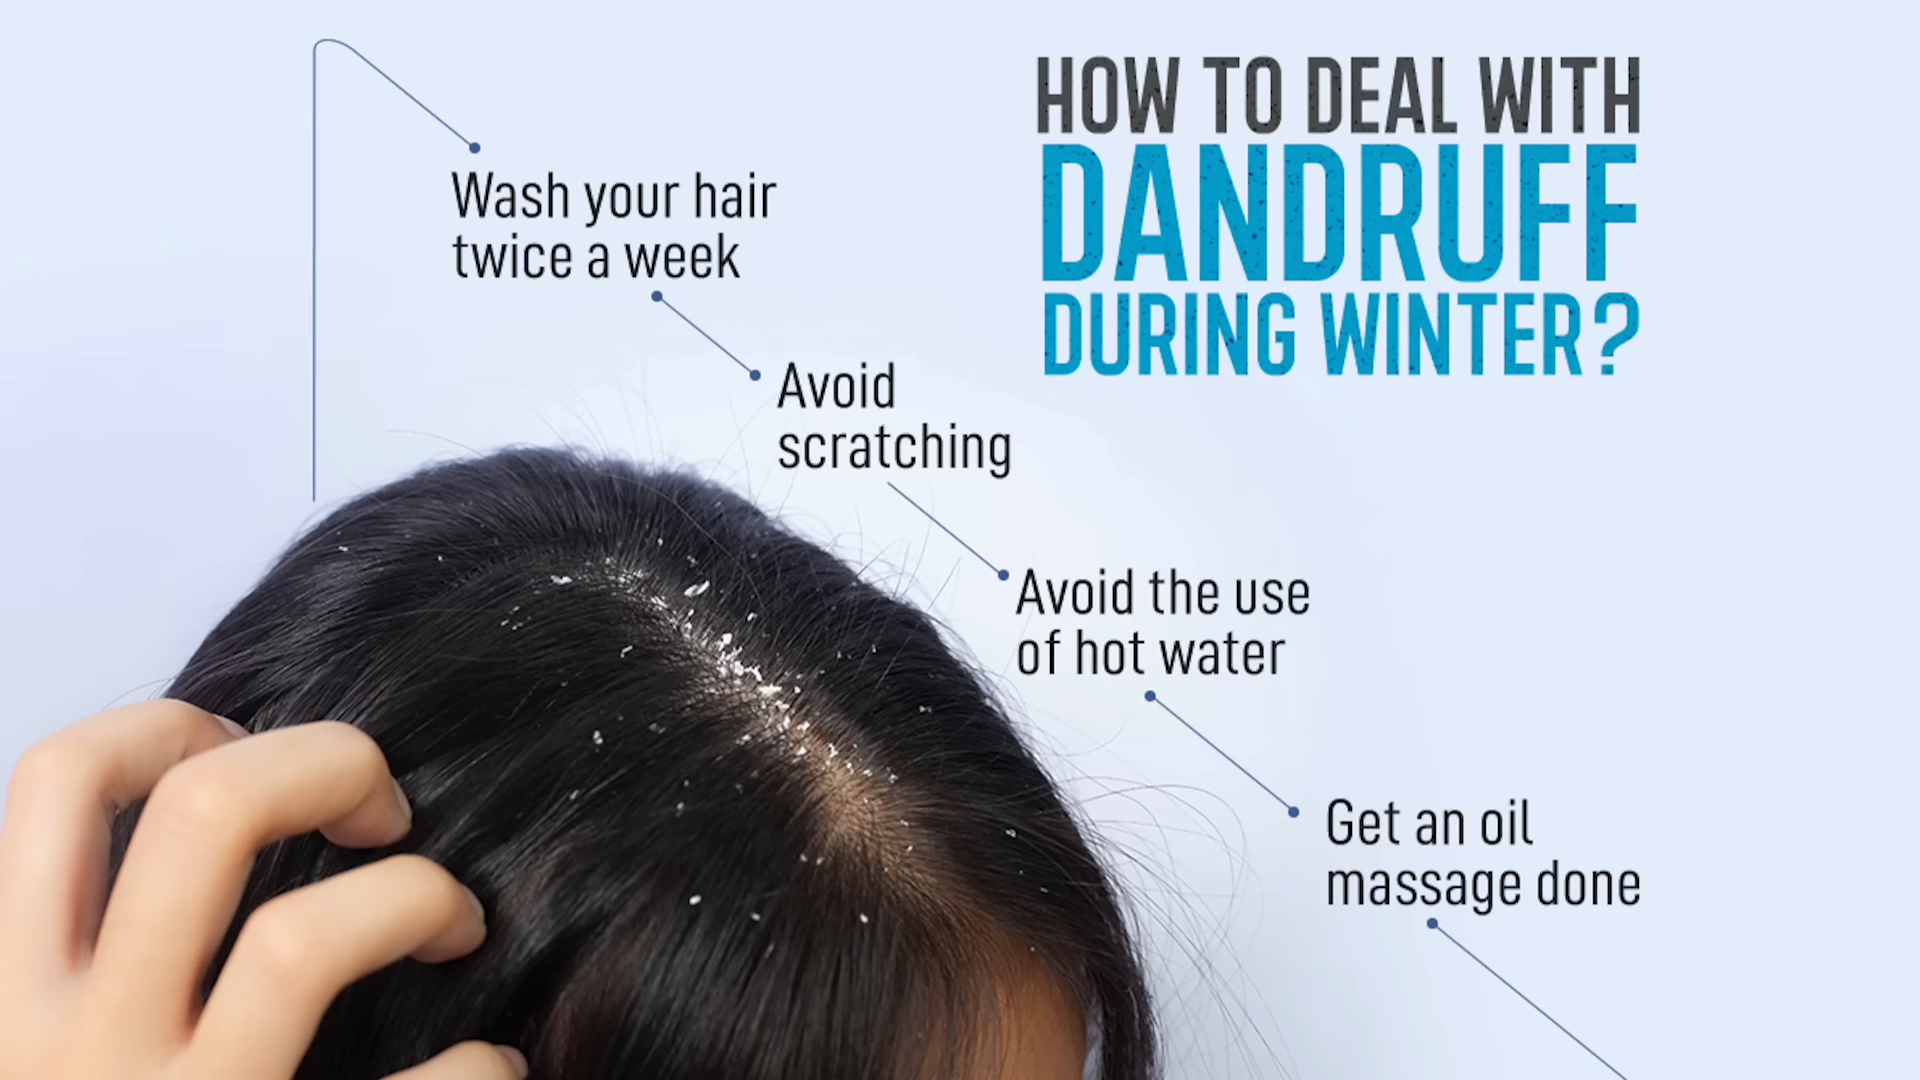 HOW TO DEAL WITH
DANDRUFF
DURING WINTER?
Wash your hair
twice a week
Avoid
scratching
Avoid the use
of hot water
Get an oil
massage done